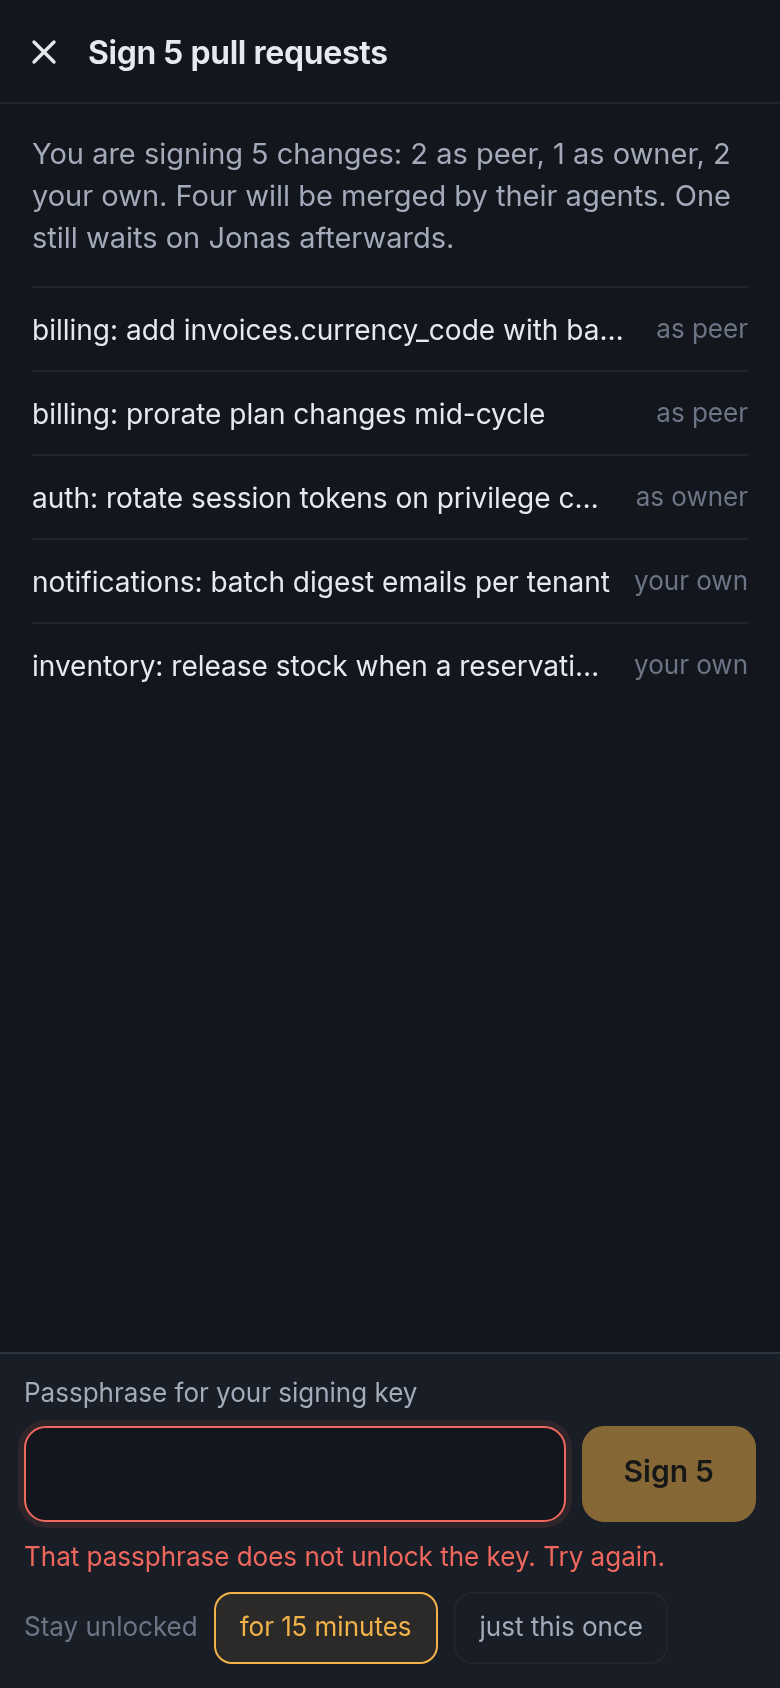 Sign 5 pull requests
You are signing 5 changes: 2 as peer, 1 as owner, 2
your own. Four will be merged by their agents. One
still waits on Jonas afterwards.
billing: add invoices.currency_code with ba... as peer
billing: prorate plan changes mid-cycle as peer
auth: rotate session tokens on privilege c... as owner
notifications: batch digest emails per tenant your own
inventory: release stock when a reservati... your own
Passphrase for your signing key
Sign 5
That passphrase does not unlock the key. Try again.
Stay unlocked for 15 minutes just this once